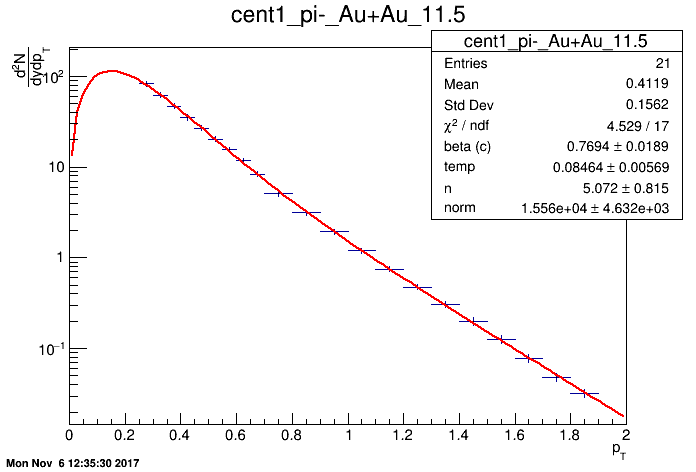 cent1_pi-_Au+Au_11.5
cent1_pi-_Au+Au_11.5
Entries 21
Mean 0.4119
Std Dev 0.1562
χ² / ndf 4.529 / 17
beta (c) 0.7694 ± 0.0189
temp 0.08464 ± 0.00569
n 5.072 ± 0.815
norm 1.556e+04 ± 4.632e+03
d²N
dydp_T
10²
10
1
10⁻¹
0 0.2 0.4 0.6 0.8 1 1.2 1.4 1.6 1.8 2
p_T
Mon Nov 6 12:35:30 2017